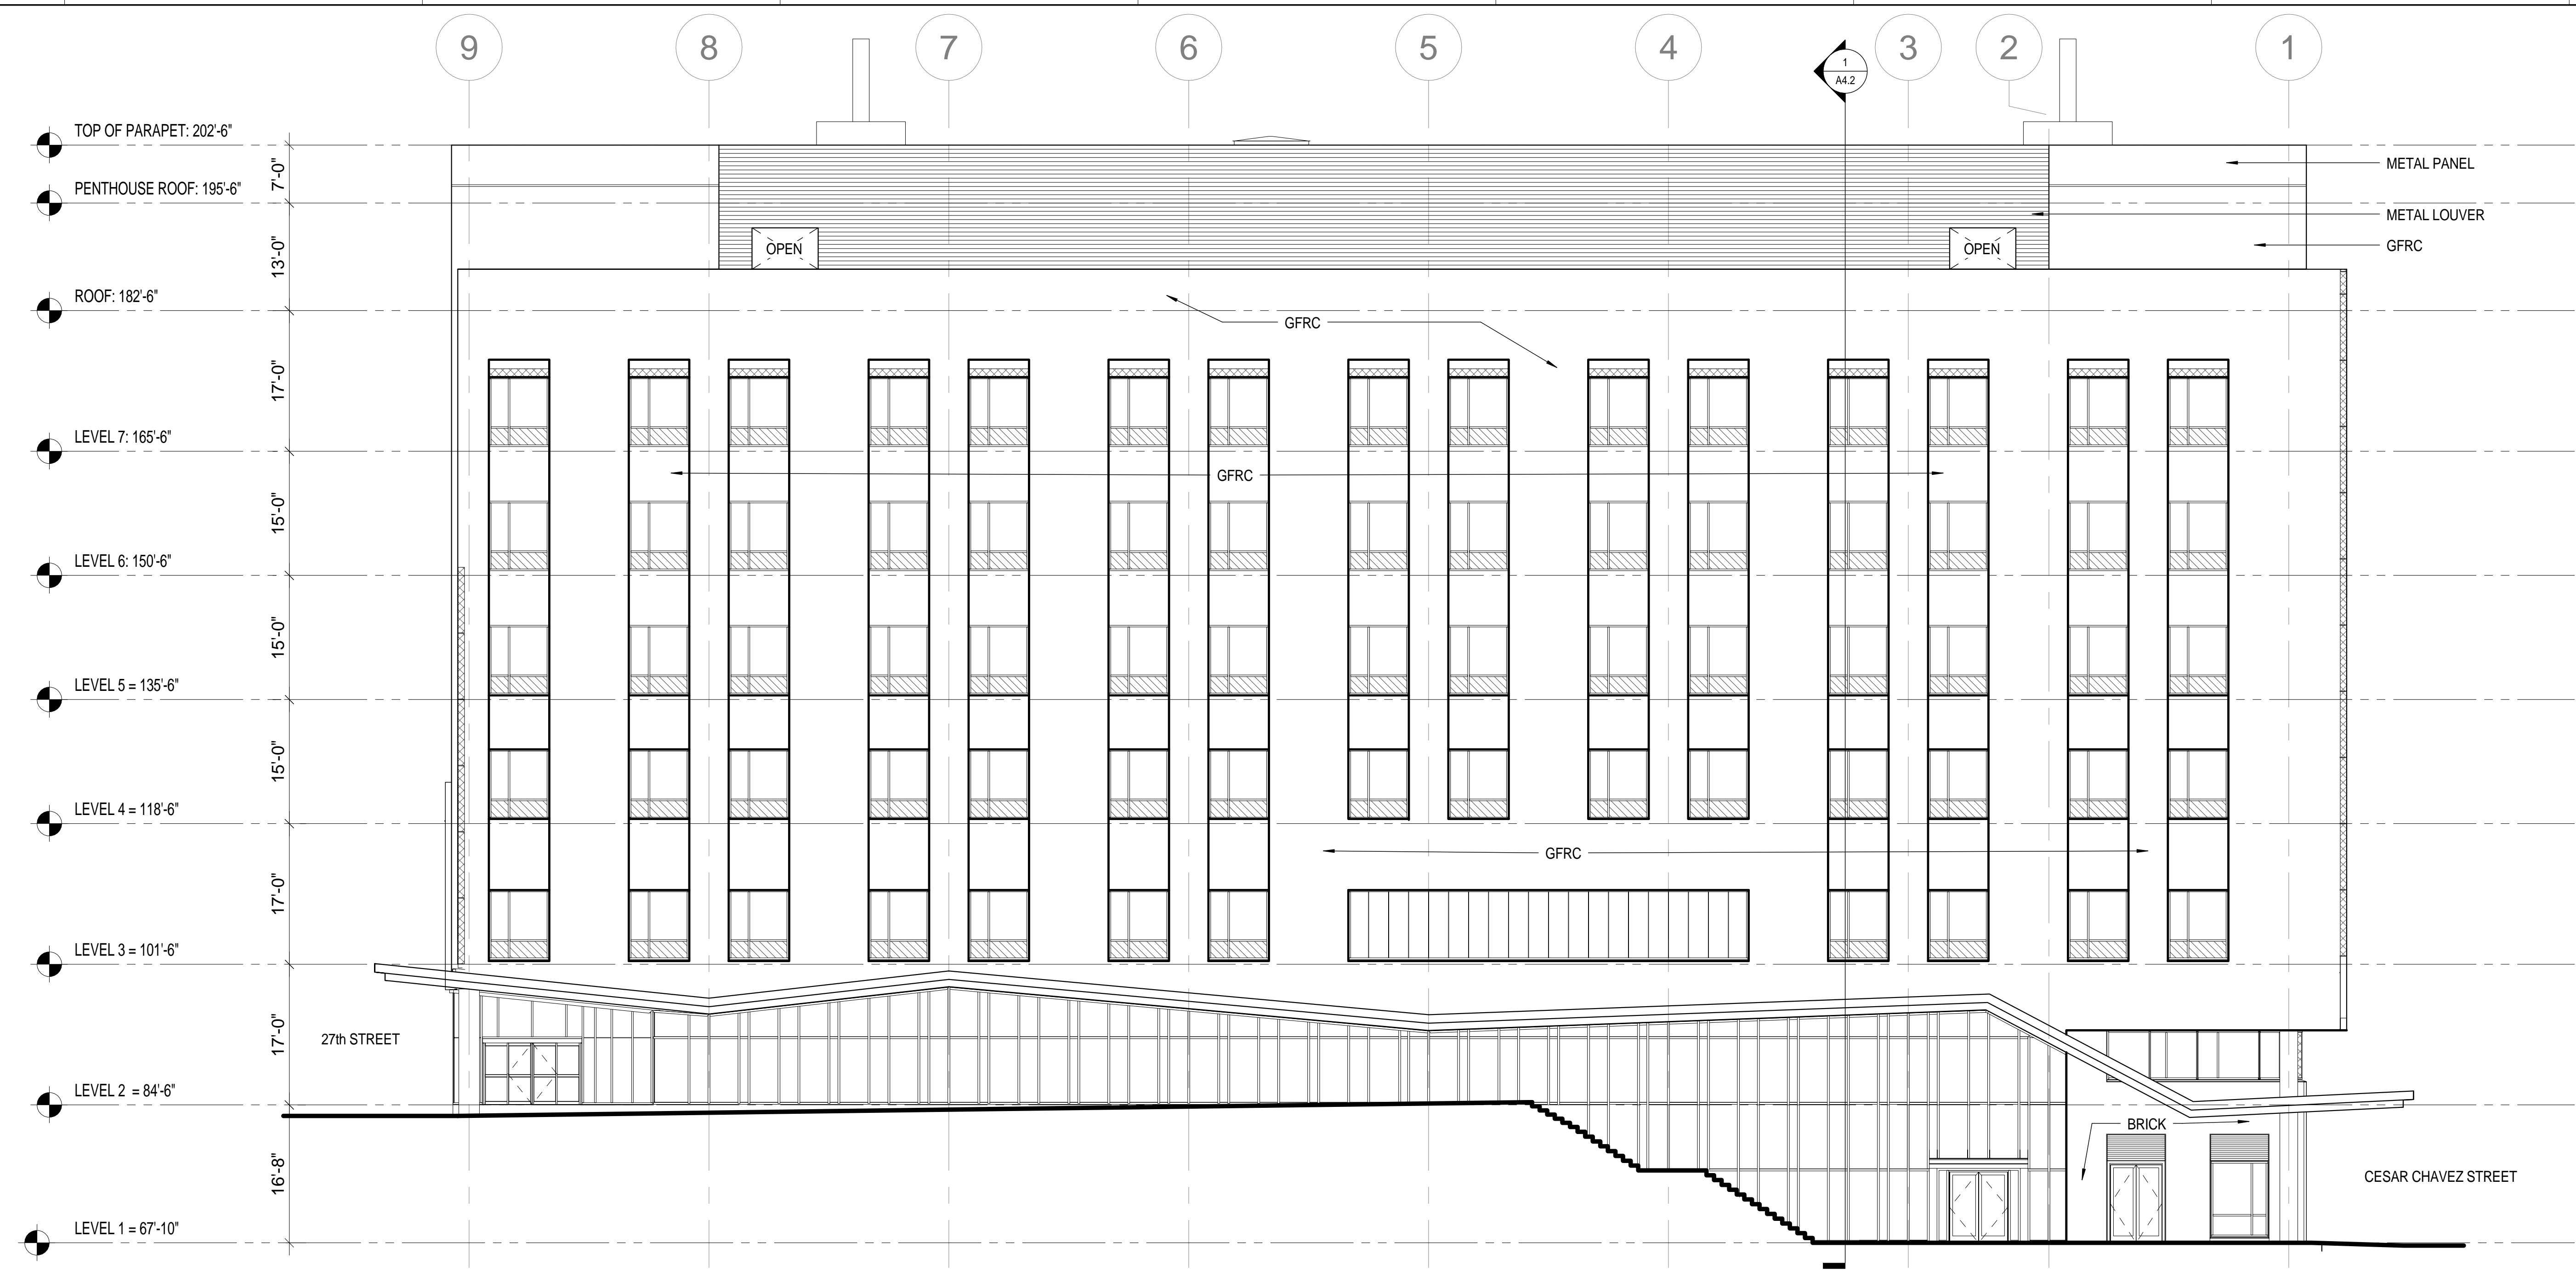 9 8 7 6 5 4 3 2 1
1
A4.2
TOP OF PARAPET: 202'-6"
7'-0"
METAL PANEL
PENTHOUSE ROOF: 195'-6"
METAL LOUVER
13'-0"
OPEN OPEN
GFRC
ROOF: 182'-6"
GFRC
17'-0"
LEVEL 7: 165'-6"
GFRC
15'-0"
LEVEL 6: 150'-6"
15'-0"
LEVEL 5 = 135'-6"
15'-0"
LEVEL 4 = 118'-6"
GFRC
17'-0"
LEVEL 3 = 101'-6"
17'-0"
27th STREET
LEVEL 2 = 84'-6"
BRICK
16'-8"
CESAR CHAVEZ STREET
LEVEL 1 = 67'-10"